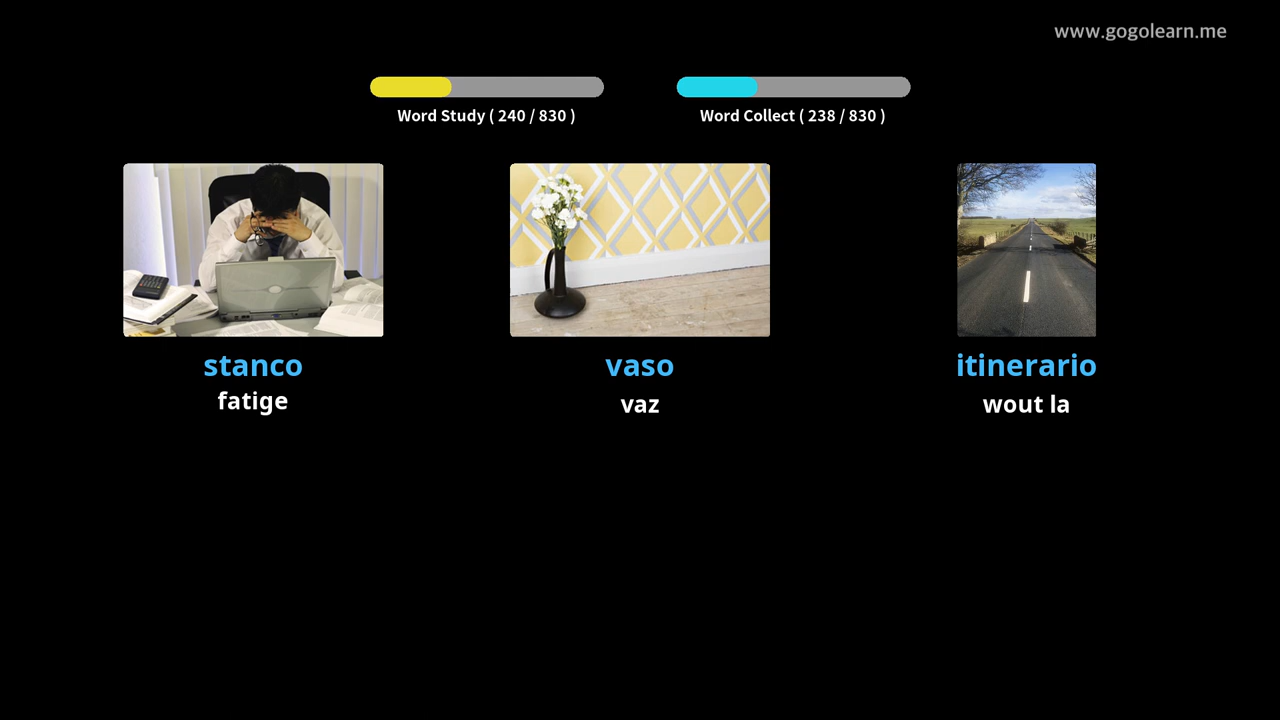 www.gogolearn.me
Word Study ( 240 / 830 )
Word Collect ( 238 / 830 )
stanco
fatige
vaso
vaz
itinerario
wout la